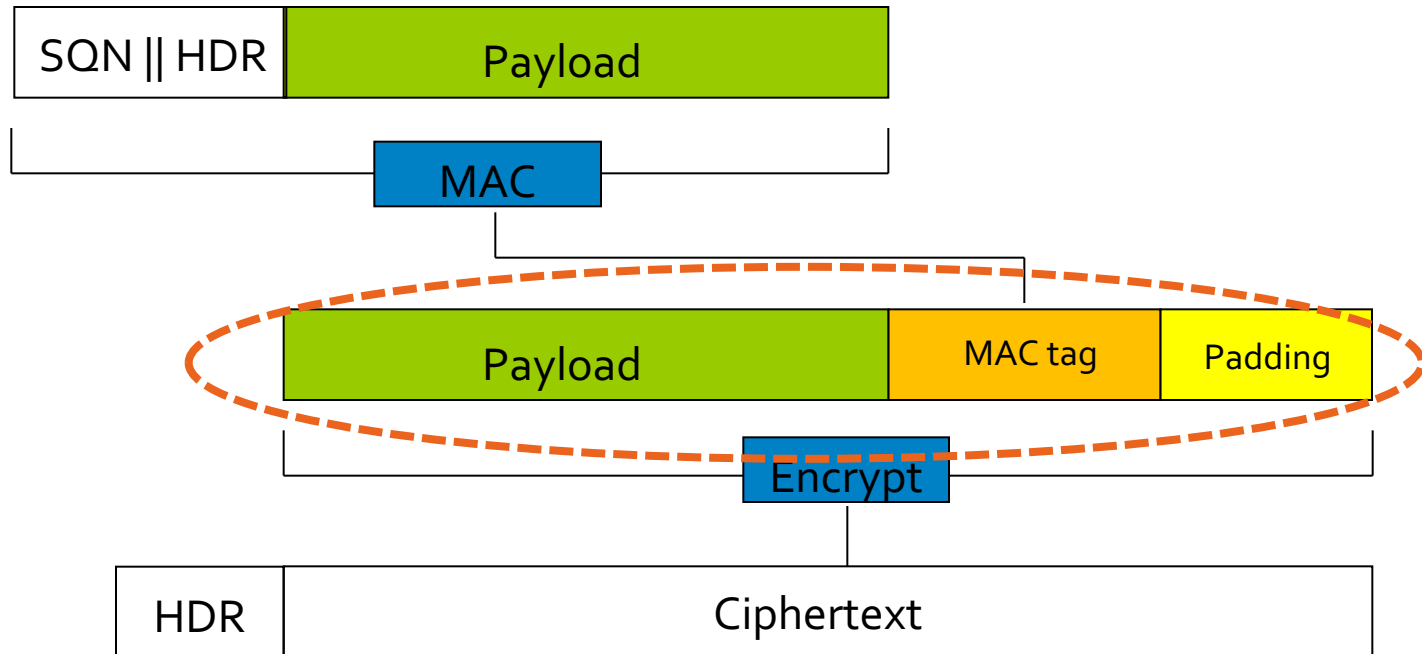 SQN || HDR
Payload
MAC
Payload
MAC tag
Padding
Encrypt
HDR
Ciphertext